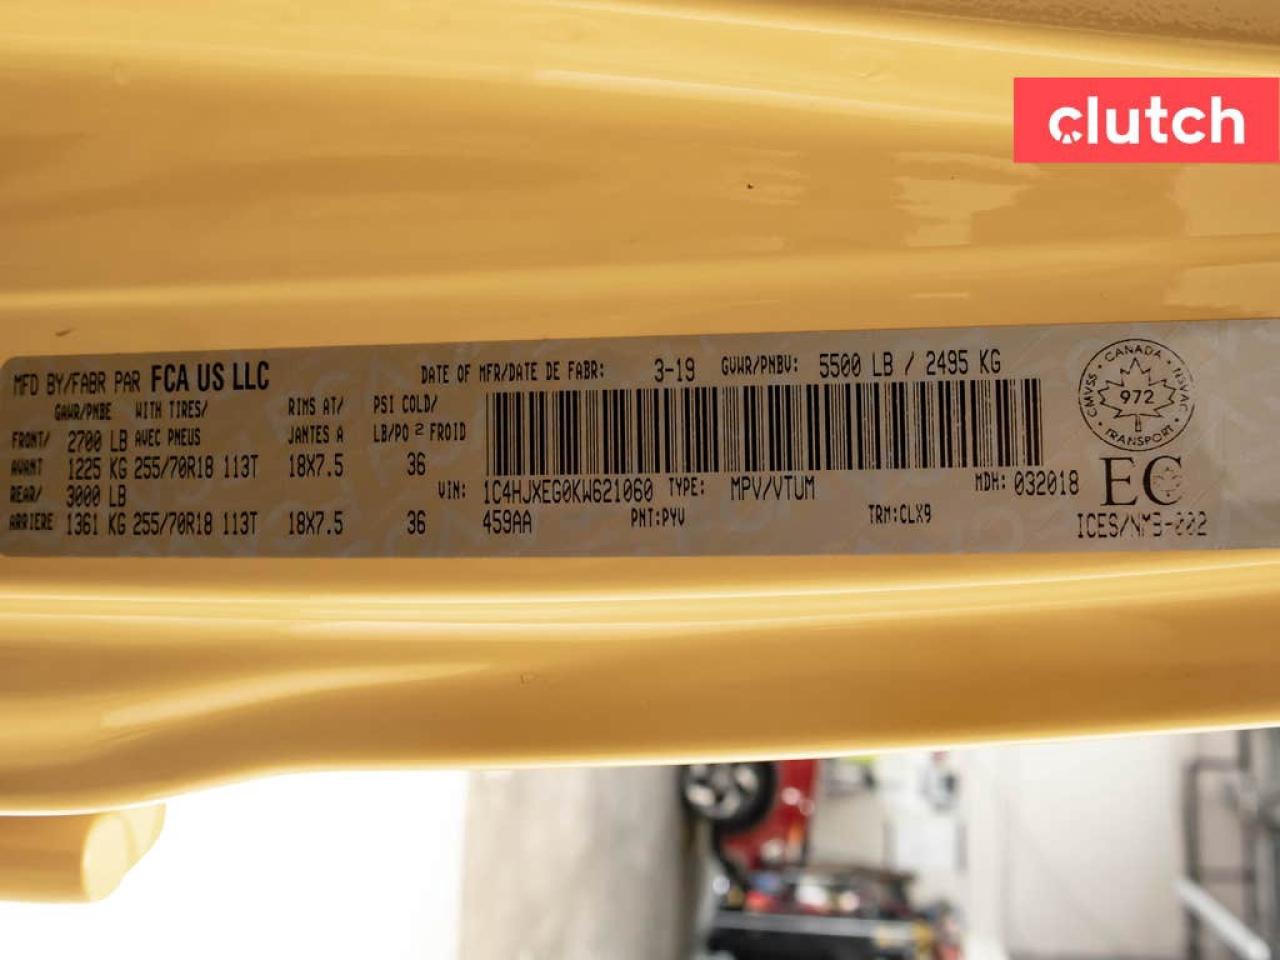 clutch
MFD BY/FABR PAR FCA US LLC
DATE OF MFR/DATE DE FABR: 3-19 GVWR/PNBV: 5500 LB / 2495 KG
GAWR/PNBE WITH TIRES/ RIMS AT/ PSI COLD/
FRONT/ 2700 LB AVEC PNEUS JANTES A LB/PO² FROID
AVANT 1225 KG 255/70R18 113T 18X7.5 36
REAR/ 3000 LB
ARRIERE 1361 KG 255/70R18 113T 18X7.5 36
VIN: 1C4HJXEG0KW621060 TYPE: MPV/VTUM MDH: 032018
459AA PNT:PYV TRM:CLX9
CANADA
CMVSS · NSVAC
972
TRANSPORT
EC
ICES/NMB-002